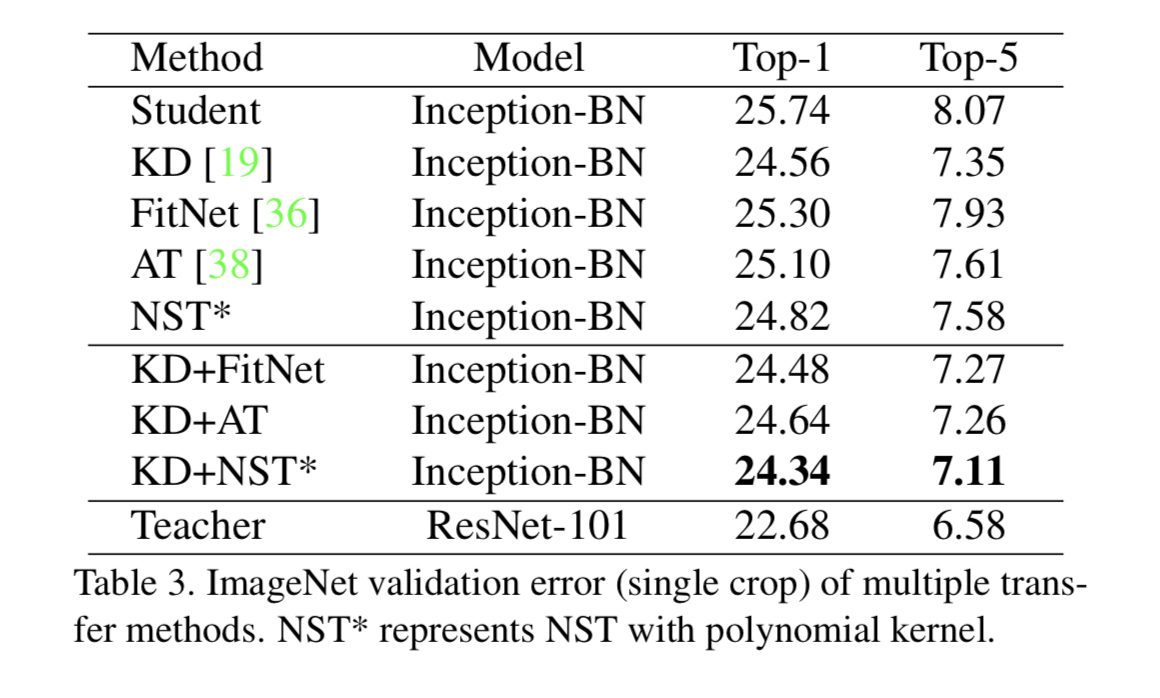 Method Model Top-1 Top-5
Student Inception-BN 25.74 8.07
KD [19] Inception-BN 24.56 7.35
FitNet [36] Inception-BN 25.30 7.93
AT [38] Inception-BN 25.10 7.61
NST* Inception-BN 24.82 7.58
KD+FitNet Inception-BN 24.48 7.27
KD+AT Inception-BN 24.64 7.26
KD+NST* Inception-BN 24.34 7.11
Teacher ResNet-101 22.68 6.58
Table 3. ImageNet validation error (single crop) of multiple trans-
fer methods. NST* represents NST with polynomial kernel.